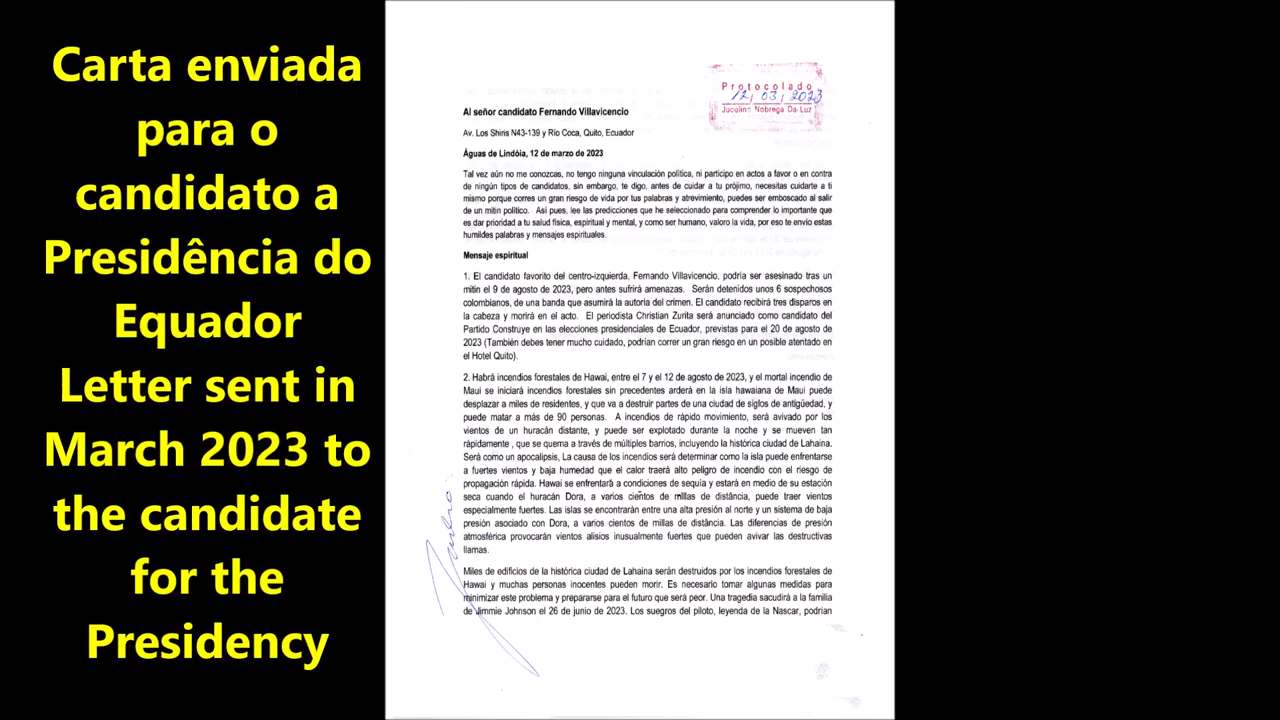 Carta enviada
para o
candidato a
Presidência do
Equador
Letter sent in
March 2023 to
the candidate
for the
Presidency
Protocolado
12/03/2023
Jucelino Nobrega Da Luz
Al señor candidato Fernando Villavicencio
Av. Los Shiris N43-139 y Río Coca, Quito, Ecuador
Águas de Lindóia, 12 de marzo de 2023
Tal vez aún no me conozcas, no tengo ninguna vinculación política, ni participo en actos a favor o en contra
de ningún tipos de candidatos, sin embargo, te digo, antes de cuidar a tu prójimo, necesitas cuidarte a ti
mismo porque corres un gran riesgo de vida por tus palabras y atrevimiento, puedes ser emboscado al salir
de un mitin político. Así pues, lee las predicciones que he seleccionado para comprender lo importante que
es dar prioridad a tu salud física, espiritual y mental, y como ser humano, valoro la vida, por eso te envio estas
humildes palabras y mensajes espirituales.
Mensaje espiritual
1. El candidato favorito del centro-izquierda, Fernando Villavicencio, podría ser asesinado tras un
mitin el 9 de agosto de 2023, pero antes sufrirá amenazas. Serán detenidos unos 6 sospechosos
colombianos, de una banda que asumirá la autoria del crimen. El candidato recibirá tres disparos en
la cabeza y morirá en el acto. El periodista Christian Zurita será anunciado como candidato del
Partido Construye en las elecciones presidenciales de Ecuador, previstas para el 20 de agosto de
2023 (También debes tener mucho cuidado, podrían correr un gran riesgo en un posible atentado en
el Hotel Quito).
2. Habrá incendios forestales de Hawai, entre el 7 y el 12 de agosto de 2023, y el mortal incendio de
Maui se iniciará incendios forestales sin precedentes arderá en la isla hawaiana de Maui puede
desplazar a miles de residentes, y que va a destruir partes de una ciudad de siglos de antigüedad, y
puede matar a más de 90 personas. A incendios de rápido movimiento, será avivado por los
vientos de un huracán distante, y puede ser explotado durante la noche y se mueven tan
rápidamente , que se quema a través de múltiples barrios, incluyendo la histórica ciudad de Lahaina.
Será como un apocalipsis, La causa de los incendios será determinar como la isla puede enfrentarse
a fuertes vientos y baja humedad que el calor traerá alto peligro de incendio con el riesgo de
propagación rápida. Hawai se enfrentará a condiciones de sequía y estará en medio de su estación
seca cuando el huracán Dora, a varios cientos de millas de distância, puede traer vientos
especialmente fuertes. Las islas se encontrarán entre una alta presión al norte y un sistema de baja
presión asociado con Dora, a varios cientos de millas de distância. Las diferencias de presión
atmosférica provocarán vientos alisios inusualmente fuertes que pueden avivar las destructivas
llamas.
Miles de edificios de la histórica ciudad de Lahaina serán destruidos por los incendios forestales de
Hawai y muchas personas inocentes pueden morir. Es necesario tomar algunas medidas para
minimizar este problema y prepararse para el futuro que será peor. Una tragedia sacudirá a la familia
de Jimmie Johnson el 26 de junio de 2023. Los suegros del piloto, leyenda de la Nascar, podrían